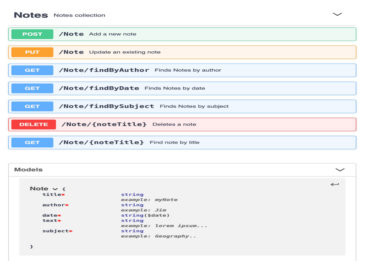 Notes Notes collection
POST /Note Add a new note
PUT /Note Update an existing note
GET /Note/findByAuthor Finds Notes by author
GET /Note/findByDate Finds Notes by date
GET /Note/findBySubject Finds Notes by subject
DELETE /Note/{noteTitle} Deletes a note
GET /Note/{noteTitle} Find note by title
Models
Note {
title* string
example: myNote
author* string
example: Jim
date* string($date)
text* string
example: lorem ipsum...
subject* string
example: Geography..
}